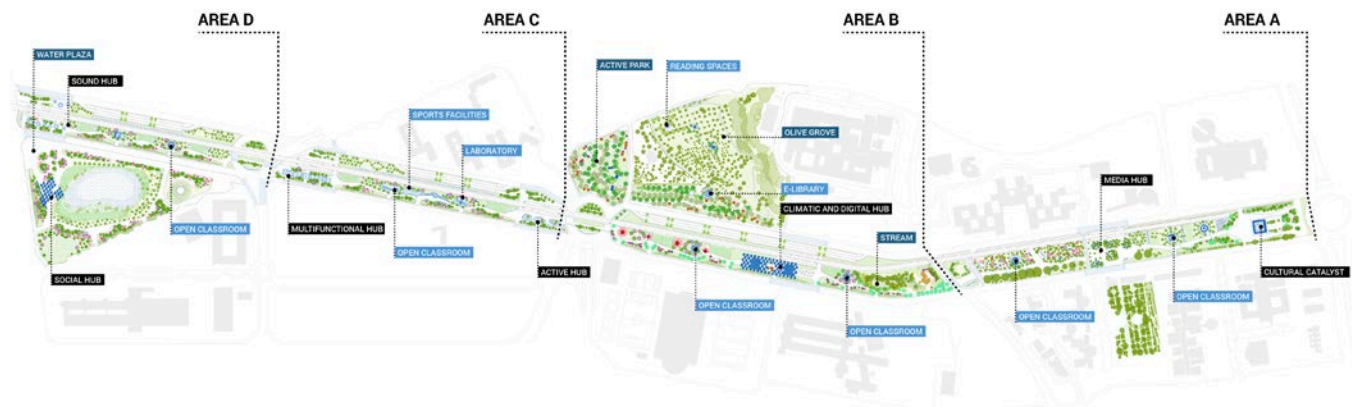 AREA D
AREA C
AREA B
AREA A
WATER PLAZA
SOUND HUB
ACTIVE PARK
READING SPACES
SPORTS FACILITIES
OLIVE GROVE
LABORATORY
MEDIA HUB
E-LIBRARY
CLIMATIC AND DIGITAL HUB
OPEN CLASSROOM
MULTIFUNCTIONAL HUB
STREAM
OPEN CLASSROOM
SOCIAL HUB
ACTIVE HUB
CULTURAL CATALYST
OPEN CLASSROOM
OPEN CLASSROOM
OPEN CLASSROOM
OPEN CLASSROOM